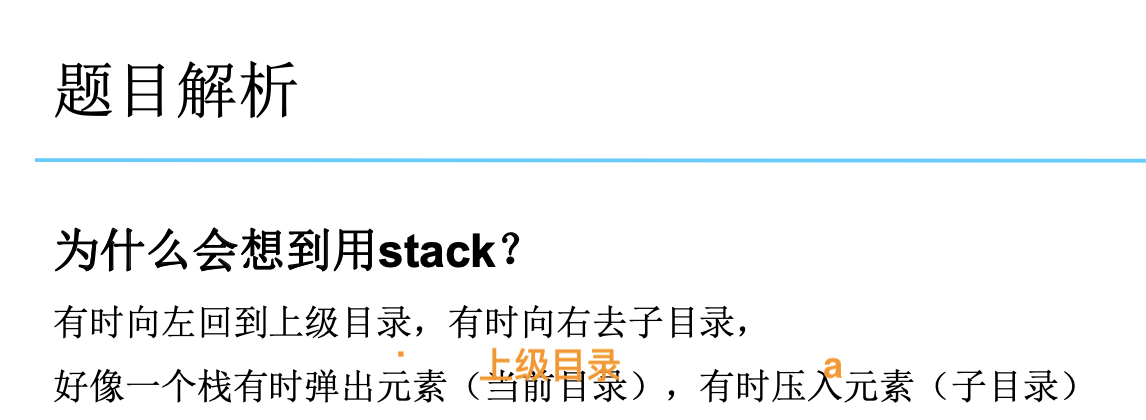 题目解析
为什么会想到用stack？
有时向左回到上级目录，有时向右去子目录，
. 上级目录 a
好像一个栈有时弹出元素（当前目录），有时压入元素（子目录）